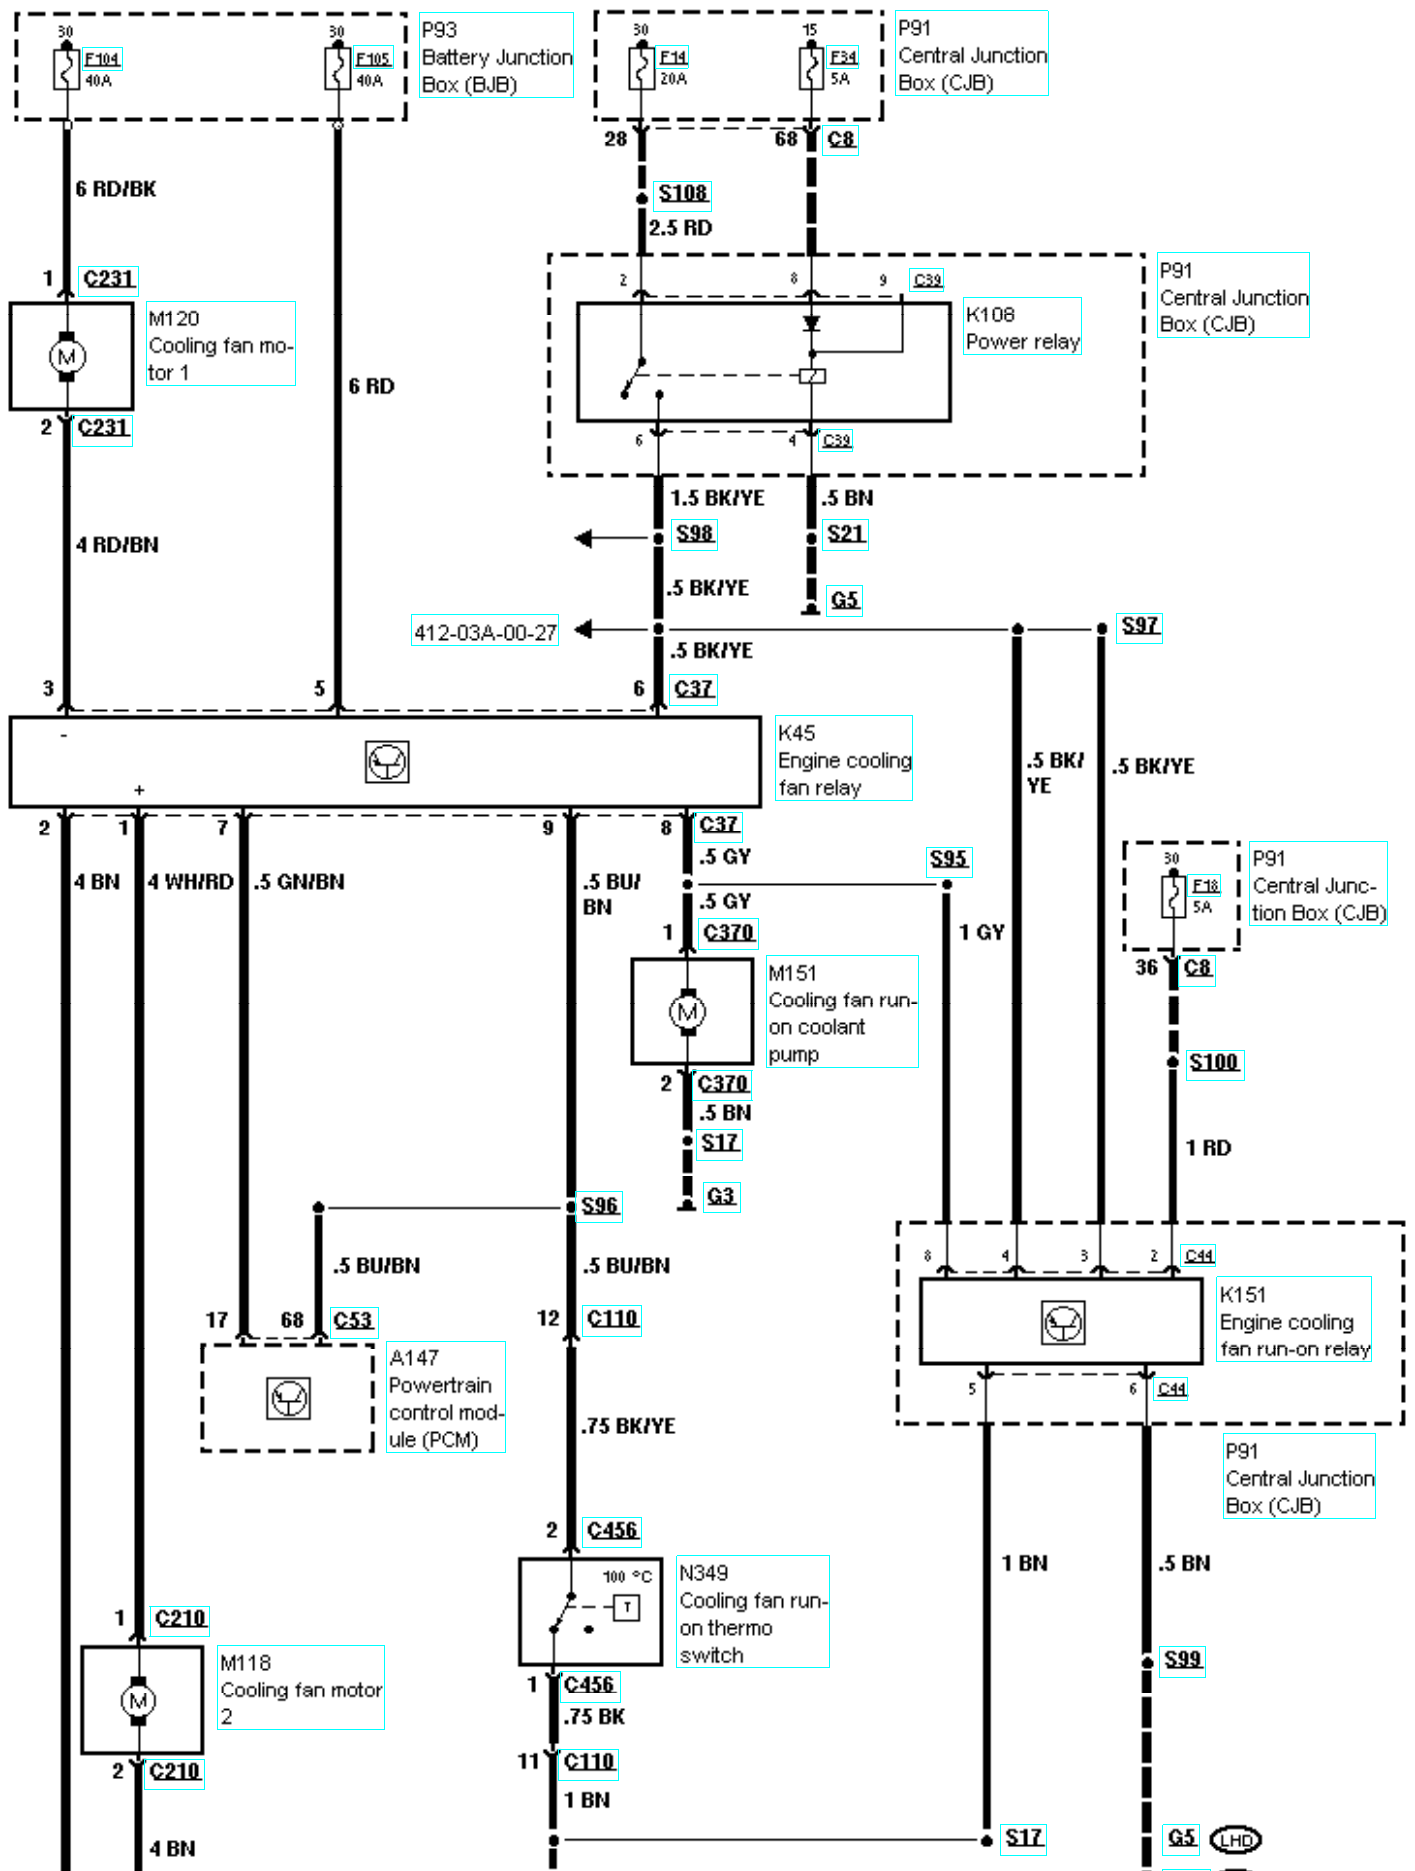 30
F104
40A
30
F105
40A
P93
Battery Junction
Box (BJB)
30
F14
20A
15
F34
5A
P91
Central Junction
Box (CJB)
28
68
C8
6 RD/BK
S108
2.5 RD
1
C231
M120
Cooling fan mo-
tor 1
2
C231
6 RD
2
8
9
C39
K108
Power relay
P91
Central Junction
Box (CJB)
M
6
4
C39
1.5 BK/YE
.5 BN
S98
S21
4 RD/BN
.5 BK/YE
G5
412-03A-00-27
S97
.5 BK/YE
3
5
6
C37
-
+
K45
Engine cooling
fan relay
.5 BK/
YE
.5 BK/YE
2
1
7
9
8
C37
.5 GY
4 BN
4 WH/RD
.5 GN/BN
.5 BU/
BN
.5 GY
S95
30
F18
5A
P91
Central Junc-
tion Box (CJB)
1
C370
1 GY
36
C8
M
M151
Cooling fan run-
on coolant
pump
S100
2
C370
.5 BN
S17
1 RD
G3
S96
.5 BU/BN
.5 BU/BN
8
4
3
2
C44
17
68
C53
12
C110
K151
Engine cooling
fan run-on relay
A147
Powertrain
control mod-
ule (PCM)
5
6
C44
.75 BK/YE
P91
Central Junction
Box (CJB)
2
C456
100 °C
T
N349
Cooling fan run-
on thermo
switch
1 BN
.5 BN
1
C210
M
M118
Cooling fan motor
2
S99
1
C456
.75 BK
2
C210
11
C110
1 BN
4 BN
S17
G5
LHD